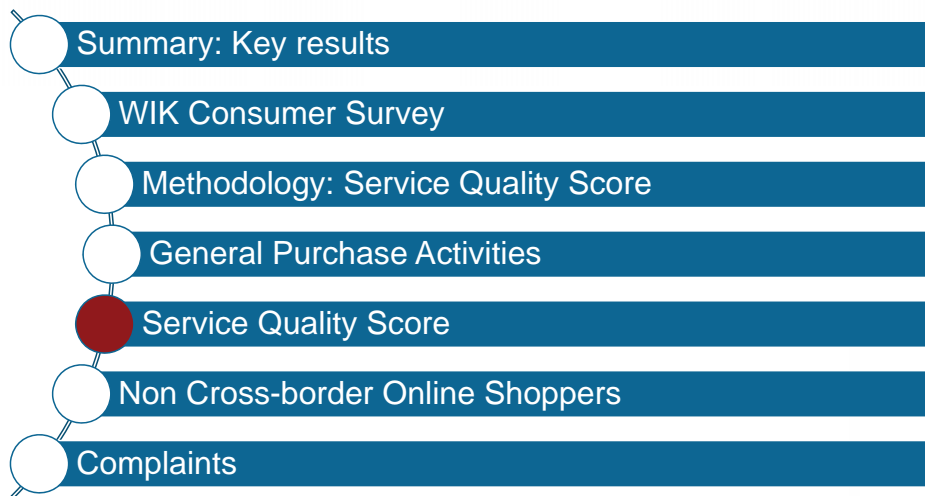 Summary: Key results
WIK Consumer Survey
Methodology: Service Quality Score
General Purchase Activities
Service Quality Score
Non Cross-border Online Shoppers
Complaints